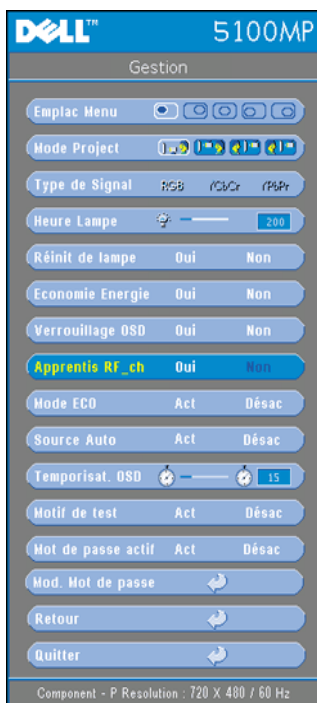 DELL™ 5100MP
Gestion
Emplac Menu
Mode Project
Type de Signal RGB /CbCr /PbPr
Heure Lampe 200
Réinit de lampe Oui Non
Economie Energie Oui Non
Verrouillage OSD Oui Non
Apprentis RF_ch Oui Non
Mode ECO Act Désac
Source Auto Act Désac
Temporisat. OSD 15
Motif de test Act Désac
Mot de passe actif Act Désac
Mod. Mot de passe
Retour
Quitter
Component - P Resolution : 720 X 480 / 60 Hz